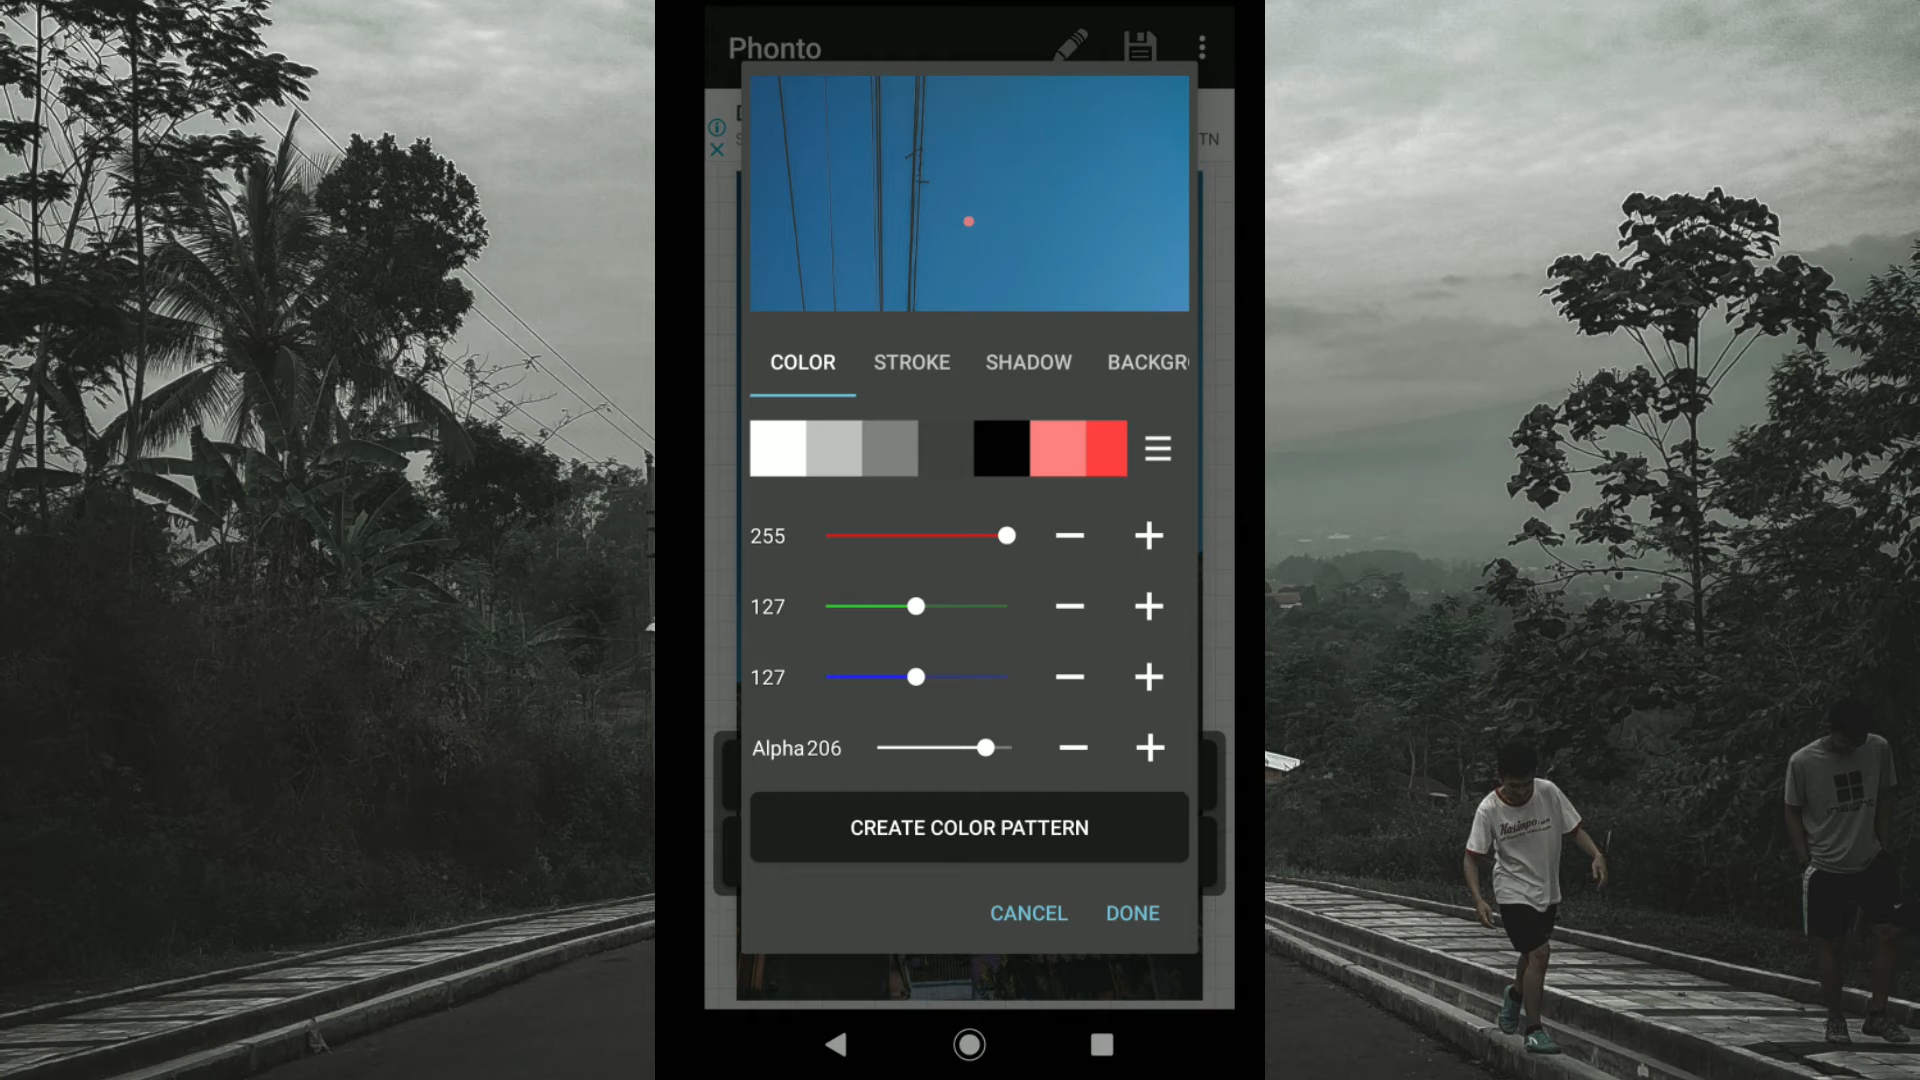 Phonto
TN
COLOR STROKE SHADOW BACKGR
255
127
127
Alpha 206
CREATE COLOR PATTERN
CANCEL DONE